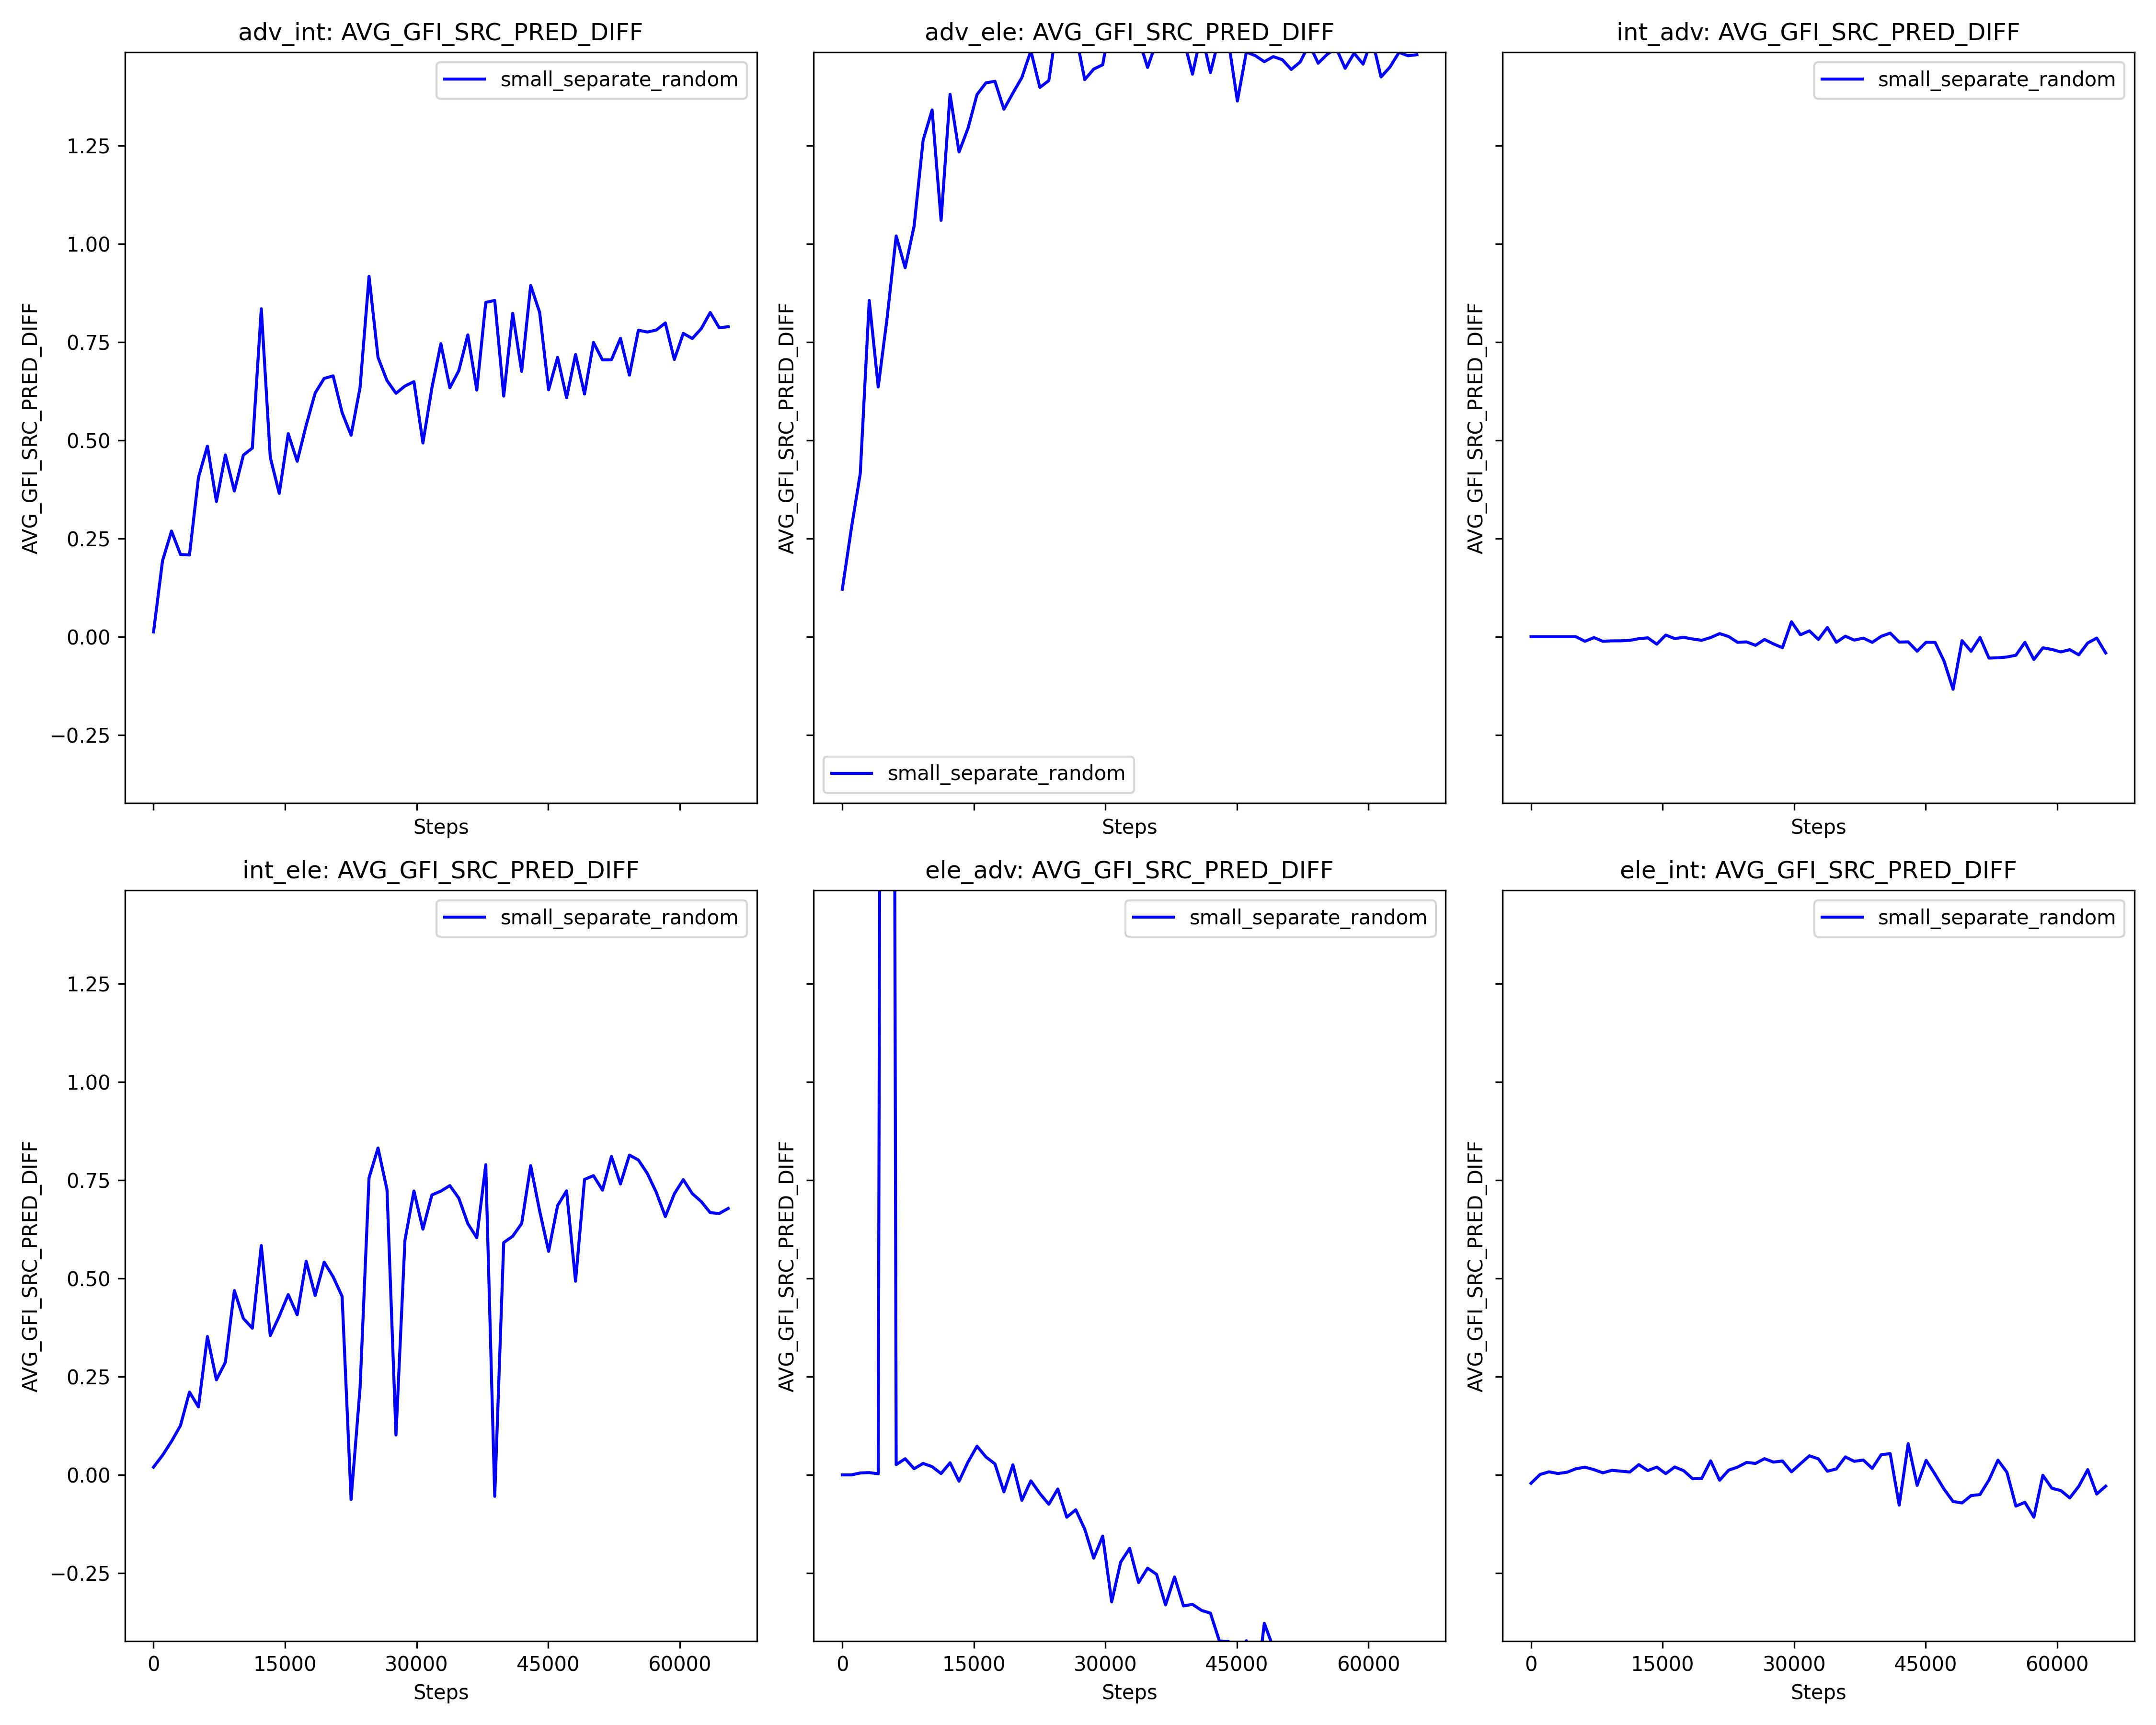 adv_int: AVG_GFI_SRC_PRED_DIFF
adv_ele: AVG_GFI_SRC_PRED_DIFF
int_adv: AVG_GFI_SRC_PRED_DIFF
small_separate_random
small_separate_random
small_separate_random
AVG_GFI_SRC_PRED_DIFF
AVG_GFI_SRC_PRED_DIFF
AVG_GFI_SRC_PRED_DIFF
1.25
1.00
0.75
0.50
0.25
0.00
−0.25
Steps
Steps
Steps
int_ele: AVG_GFI_SRC_PRED_DIFF
ele_adv: AVG_GFI_SRC_PRED_DIFF
ele_int: AVG_GFI_SRC_PRED_DIFF
small_separate_random
small_separate_random
small_separate_random
AVG_GFI_SRC_PRED_DIFF
AVG_GFI_SRC_PRED_DIFF
AVG_GFI_SRC_PRED_DIFF
1.25
1.00
0.75
0.50
0.25
0.00
−0.25
0 15000 30000 45000 60000
0 15000 30000 45000 60000
0 15000 30000 45000 60000
Steps
Steps
Steps